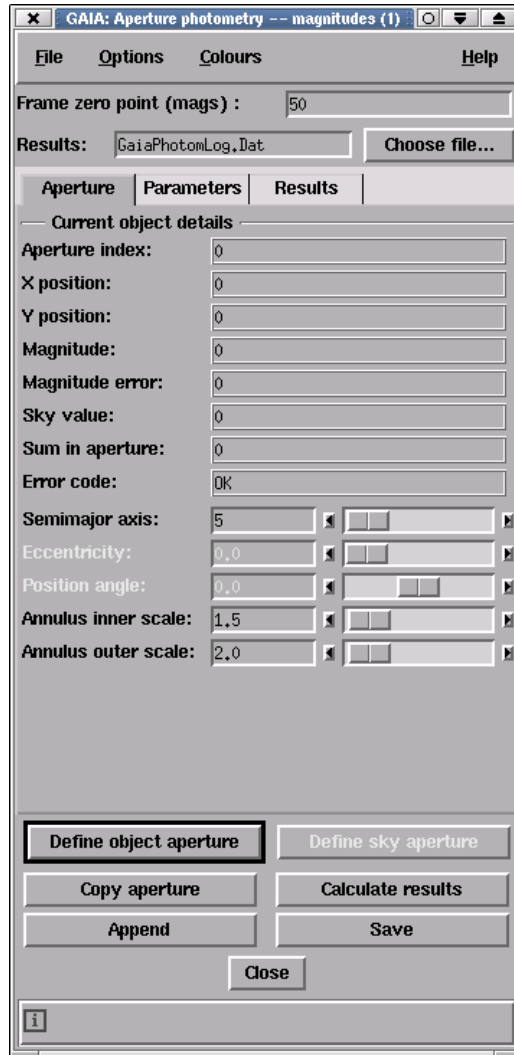 GAIA: Aperture photometry -- magnitudes (1)
File Options Colours Help
Frame zero point (mags) : 50
Results: GaiaPhotomLog.Dat Choose file...
Aperture Parameters Results
Current object details
Aperture index: 0
X position: 0
Y position: 0
Magnitude: 0
Magnitude error: 0
Sky value: 0
Sum in aperture: 0
Error code: OK
Semimajor axis: 5
Eccentricity: 0.0
Position angle: 0.0
Annulus inner scale: 1.5
Annulus outer scale: 2.0
Define object aperture Define sky aperture
Copy aperture Calculate results
Append Save
Close
i